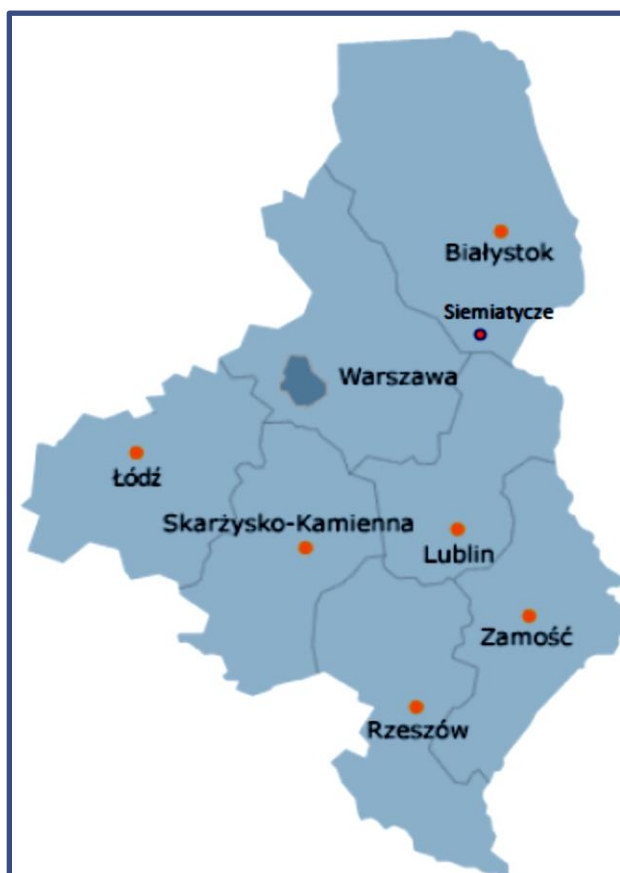 Białystok
Siemiatycze
Warszawa
Łódź
Skarżysko-Kamienna
Lublin
Zamość
Rzeszów